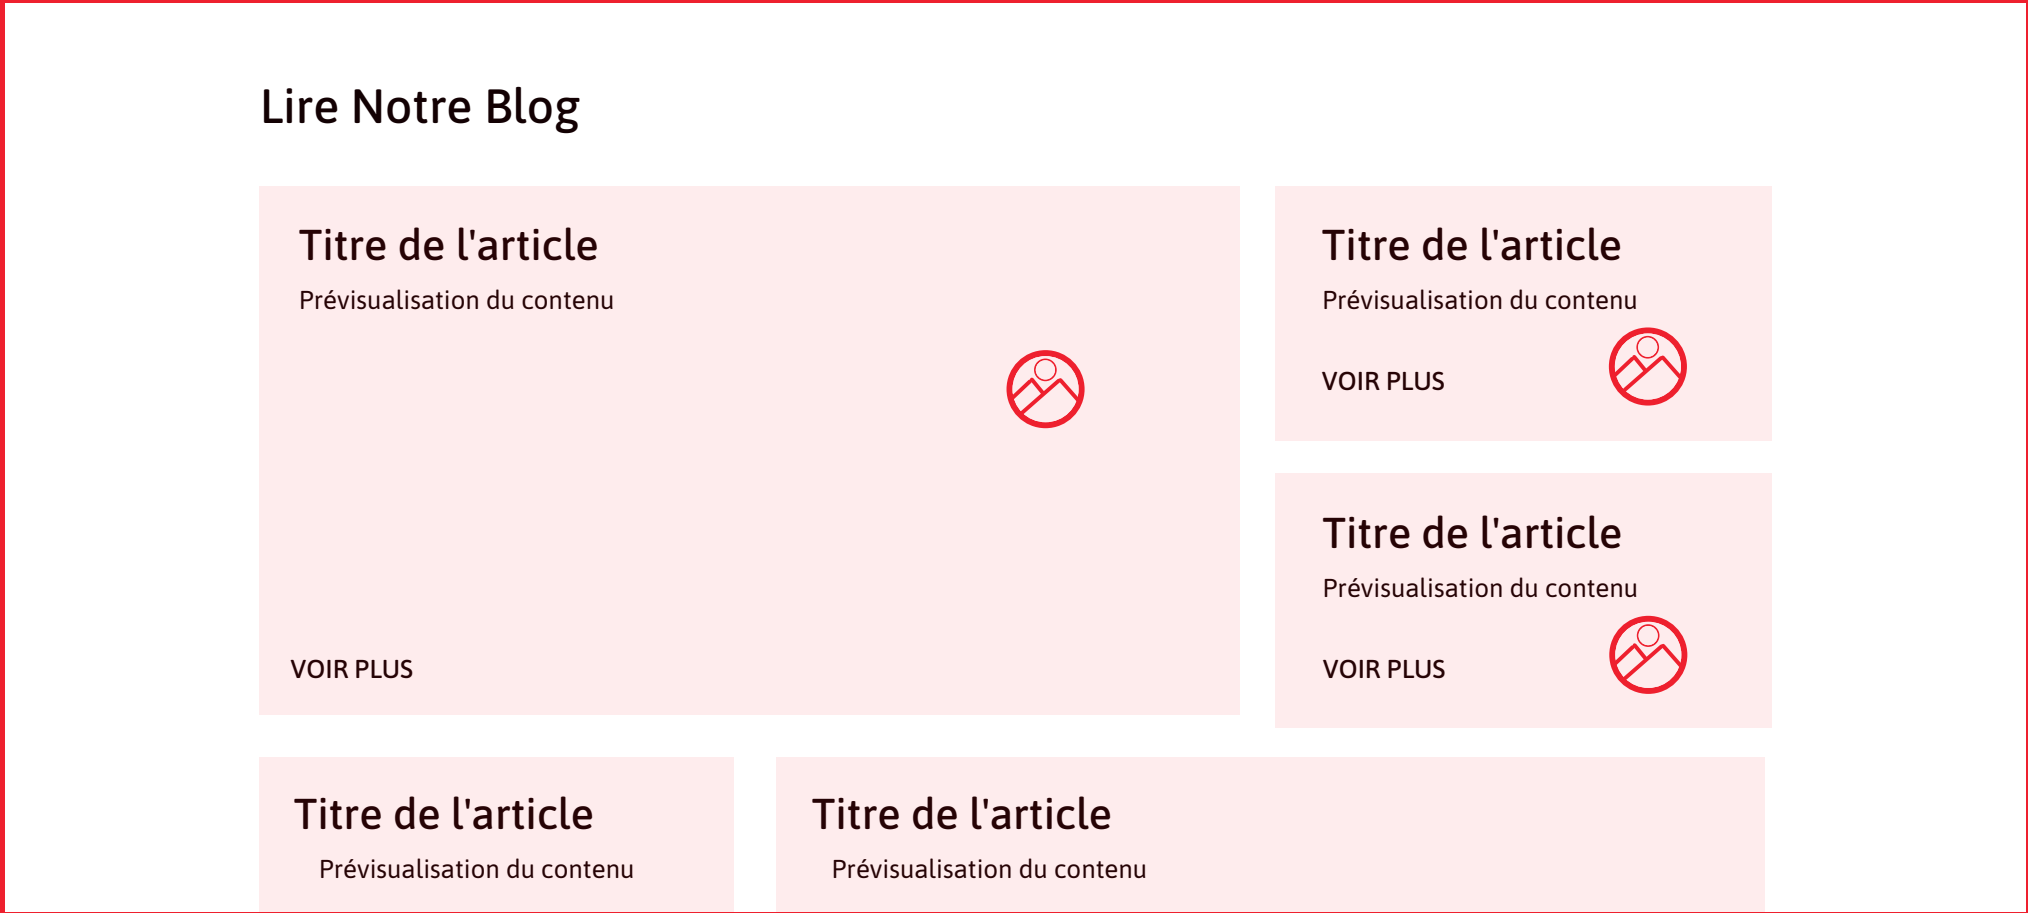 Lire Notre Blog
Titre de l'article
Prévisualisation du contenu
VOIR PLUS
Titre de l'article
Prévisualisation du contenu
VOIR PLUS
Titre de l'article
Prévisualisation du contenu
VOIR PLUS
Titre de l'article
Prévisualisation du contenu
Titre de l'article
Prévisualisation du contenu